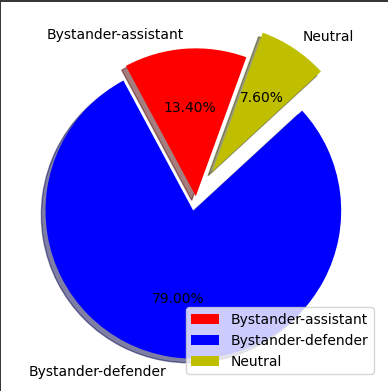 Bystander-assistant
Neutral
13.40%
7.60%
79.00%
Bystander-defender
Bystander-assistant
Bystander-defender
Neutral